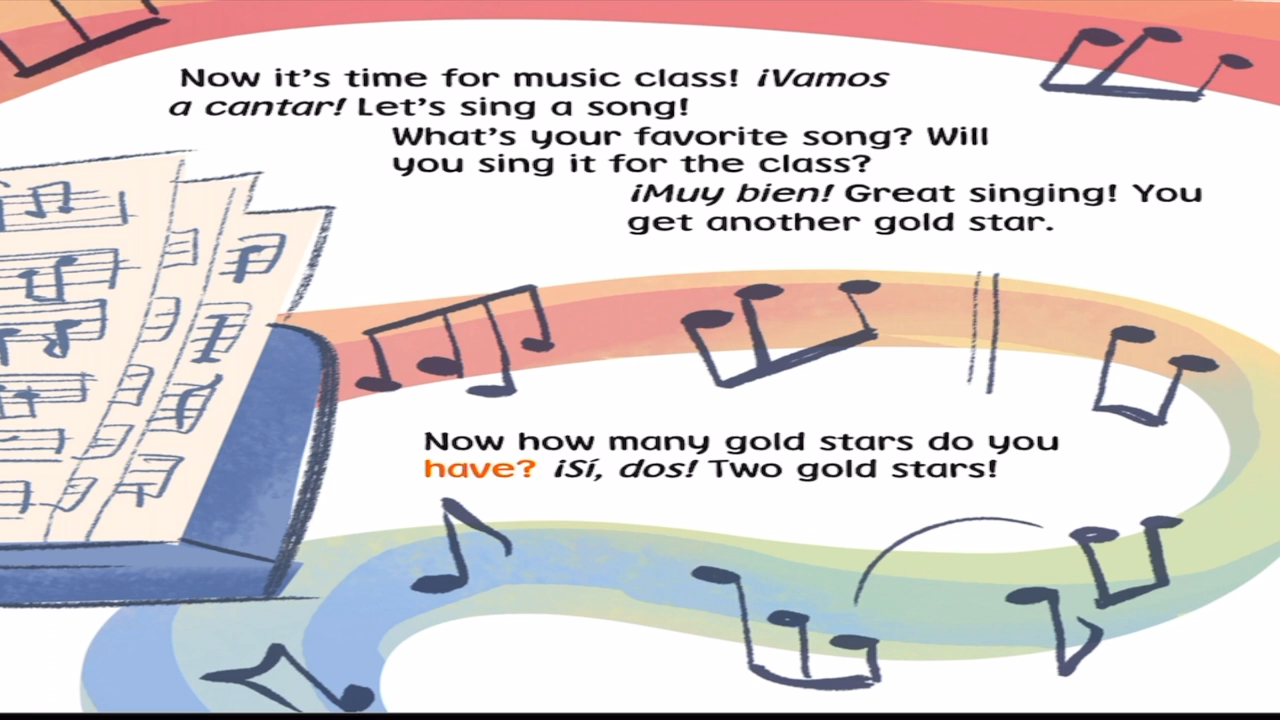 Now it's time for music class! ¡Vamos
a cantar! Let's sing a song!
What's your favorite song? Will
you sing it for the class?
¡Muy bien! Great singing! You
get another gold star.
Now how many gold stars do you
have? ¡Sí, dos! Two gold stars!